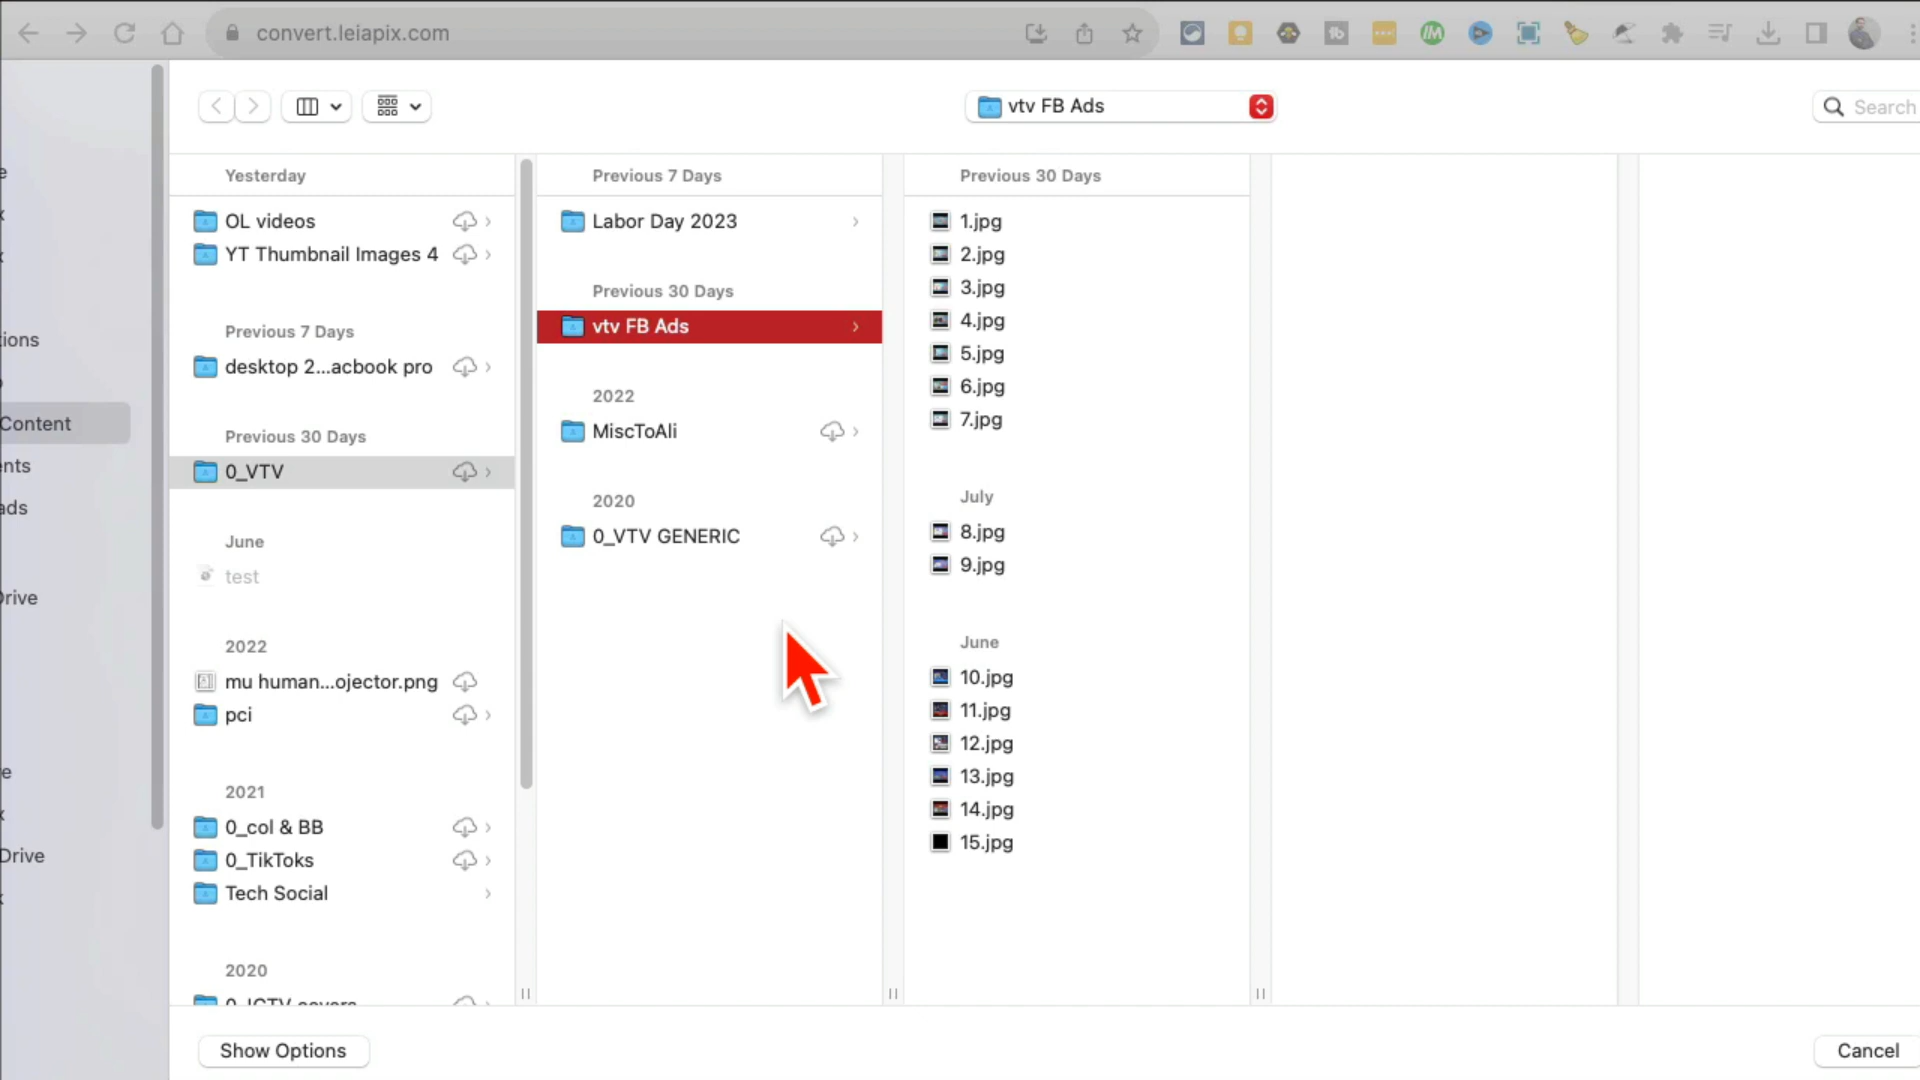 convert.leiapix.com
vtv FB Ads
Search
Yesterday
OL videos
YT Thumbnail Images 4
Previous 7 Days
desktop 2...acbook pro
Previous 30 Days
0_VTV
June
test
2022
mu human...ojector.png
pci
2021
0_col & BB
0_TikToks
Tech Social
2020
Previous 7 Days
Labor Day 2023
Previous 30 Days
vtv FB Ads
2022
MiscToAli
2020
0_VTV GENERIC
Previous 30 Days
1.jpg
2.jpg
3.jpg
4.jpg
5.jpg
6.jpg
7.jpg
July
8.jpg
9.jpg
June
10.jpg
11.jpg
12.jpg
13.jpg
14.jpg
15.jpg
e
x
x
ions
Content
ents
ads
Drive
e
x
Drive
x
Show Options
Cancel